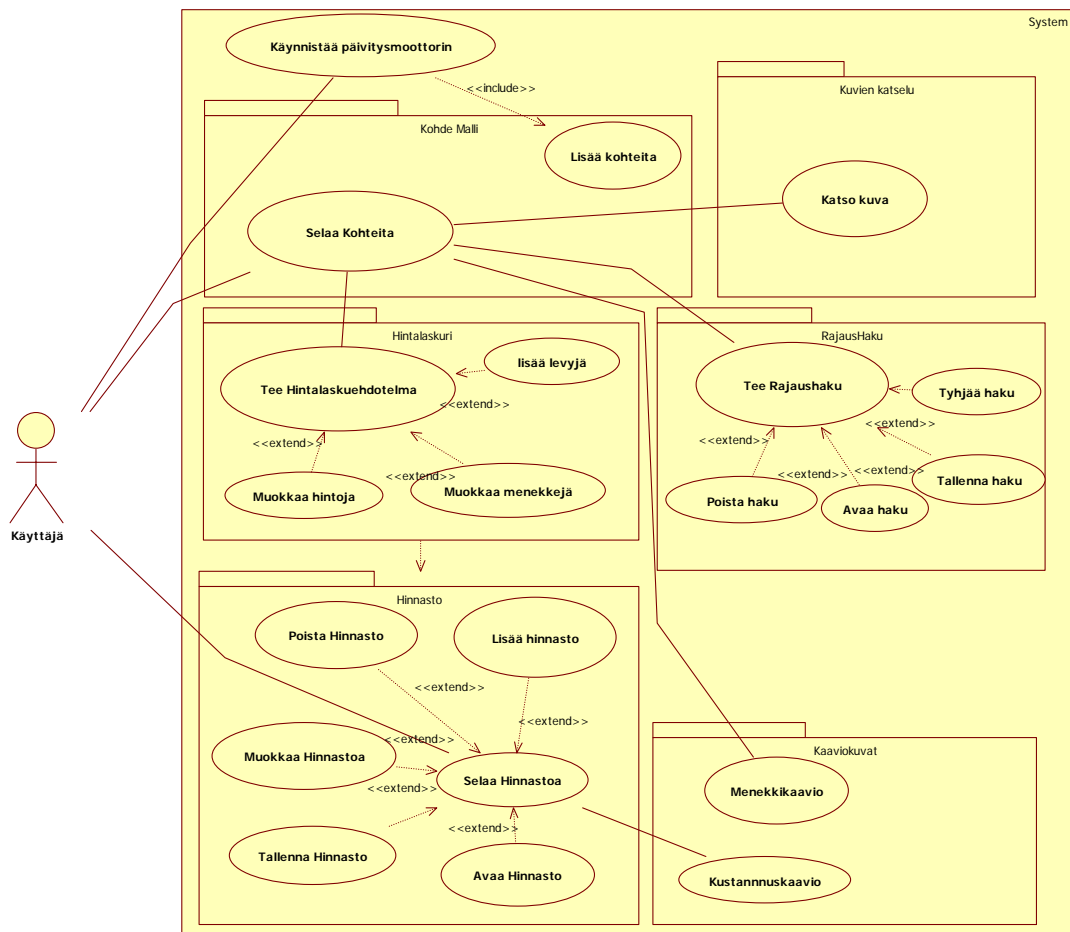 System
Käynnistää päivitysmoottorin
<<include>>
Kuvien katselu
Kohde Malli
Lisää kohteita
Katso kuva
Selaa Kohteita
Hintalaskuri
RajausHaku
lisää levyjä
Tee Hintalaskuehdotelma
Tee Rajaushaku
Tyhjää haku
<<extend>>
<<extend>>
<<extend>>
<<extend>>
<<extend>>
<<extend>>
<<extend>>
Muokkaa hintoja
Muokkaa menekkejä
Poista haku
Avaa haku
Tallenna haku
Käyttäjä
Hinnasto
Poista Hinnasto
Lisää hinnasto
<<extend>>
<<extend>>
<<extend>>
Muokkaa Hinnastoa
Selaa Hinnastoa
<<extend>>
<<extend>>
Tallenna Hinnasto
Avaa Hinnasto
Kaaviokuvat
Menekkikaavio
Kustannnuskaavio